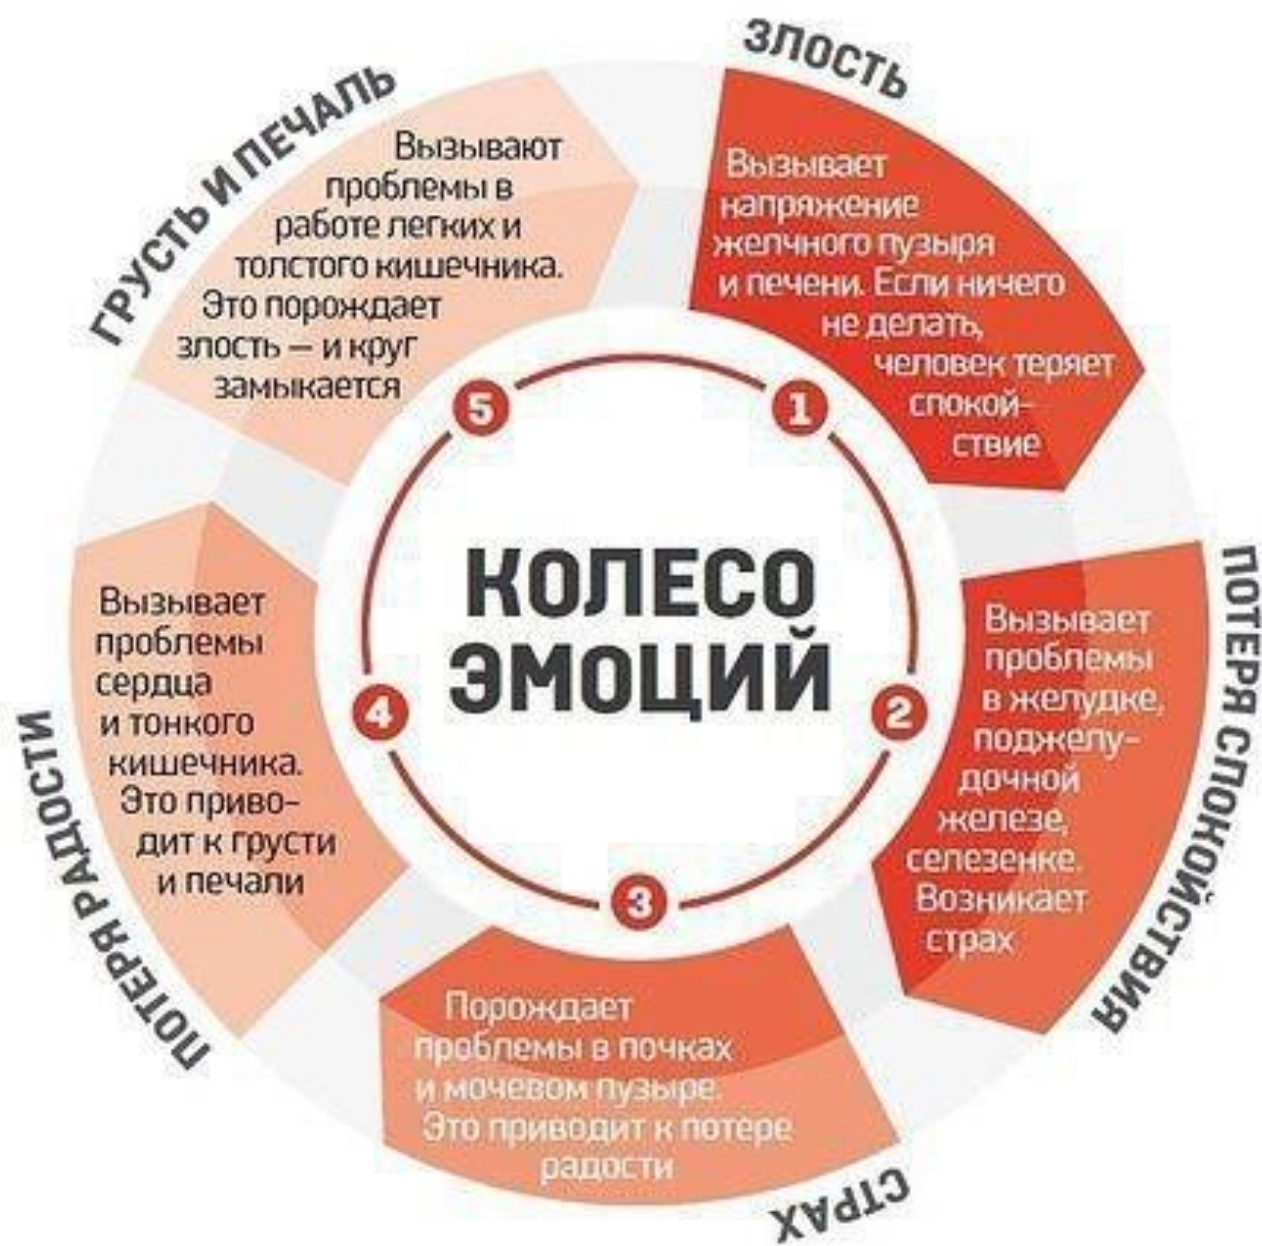 КОЛЕСО
ЭМОЦИЙ
ЗЛОСТЬ
1
Вызывает
напряжение
желчного пузыря
и печени. Если ничего
не делать,
человек теряет
спокой-
ствие
ПОТЕРЯ СПОКОЙСТВИЯ
2
Вызывает
проблемы
в желудке,
поджелу-
дочной
железе,
селезенке.
Возникает
страх
СТРАХ
3
Порождает
проблемы в почках
и мочевом пузыре.
Это приводит к потере
радости
ПОТЕРЯ РАДОСТИ
4
Вызывает
проблемы
сердца
и тонкого
кишечника.
Это приво-
дит к грусти
и печали
ГРУСТЬ И ПЕЧАЛЬ
5
Вызывают
проблемы в
работе легких и
толстого кишечника.
Это порождает
злость – и круг
замыкается